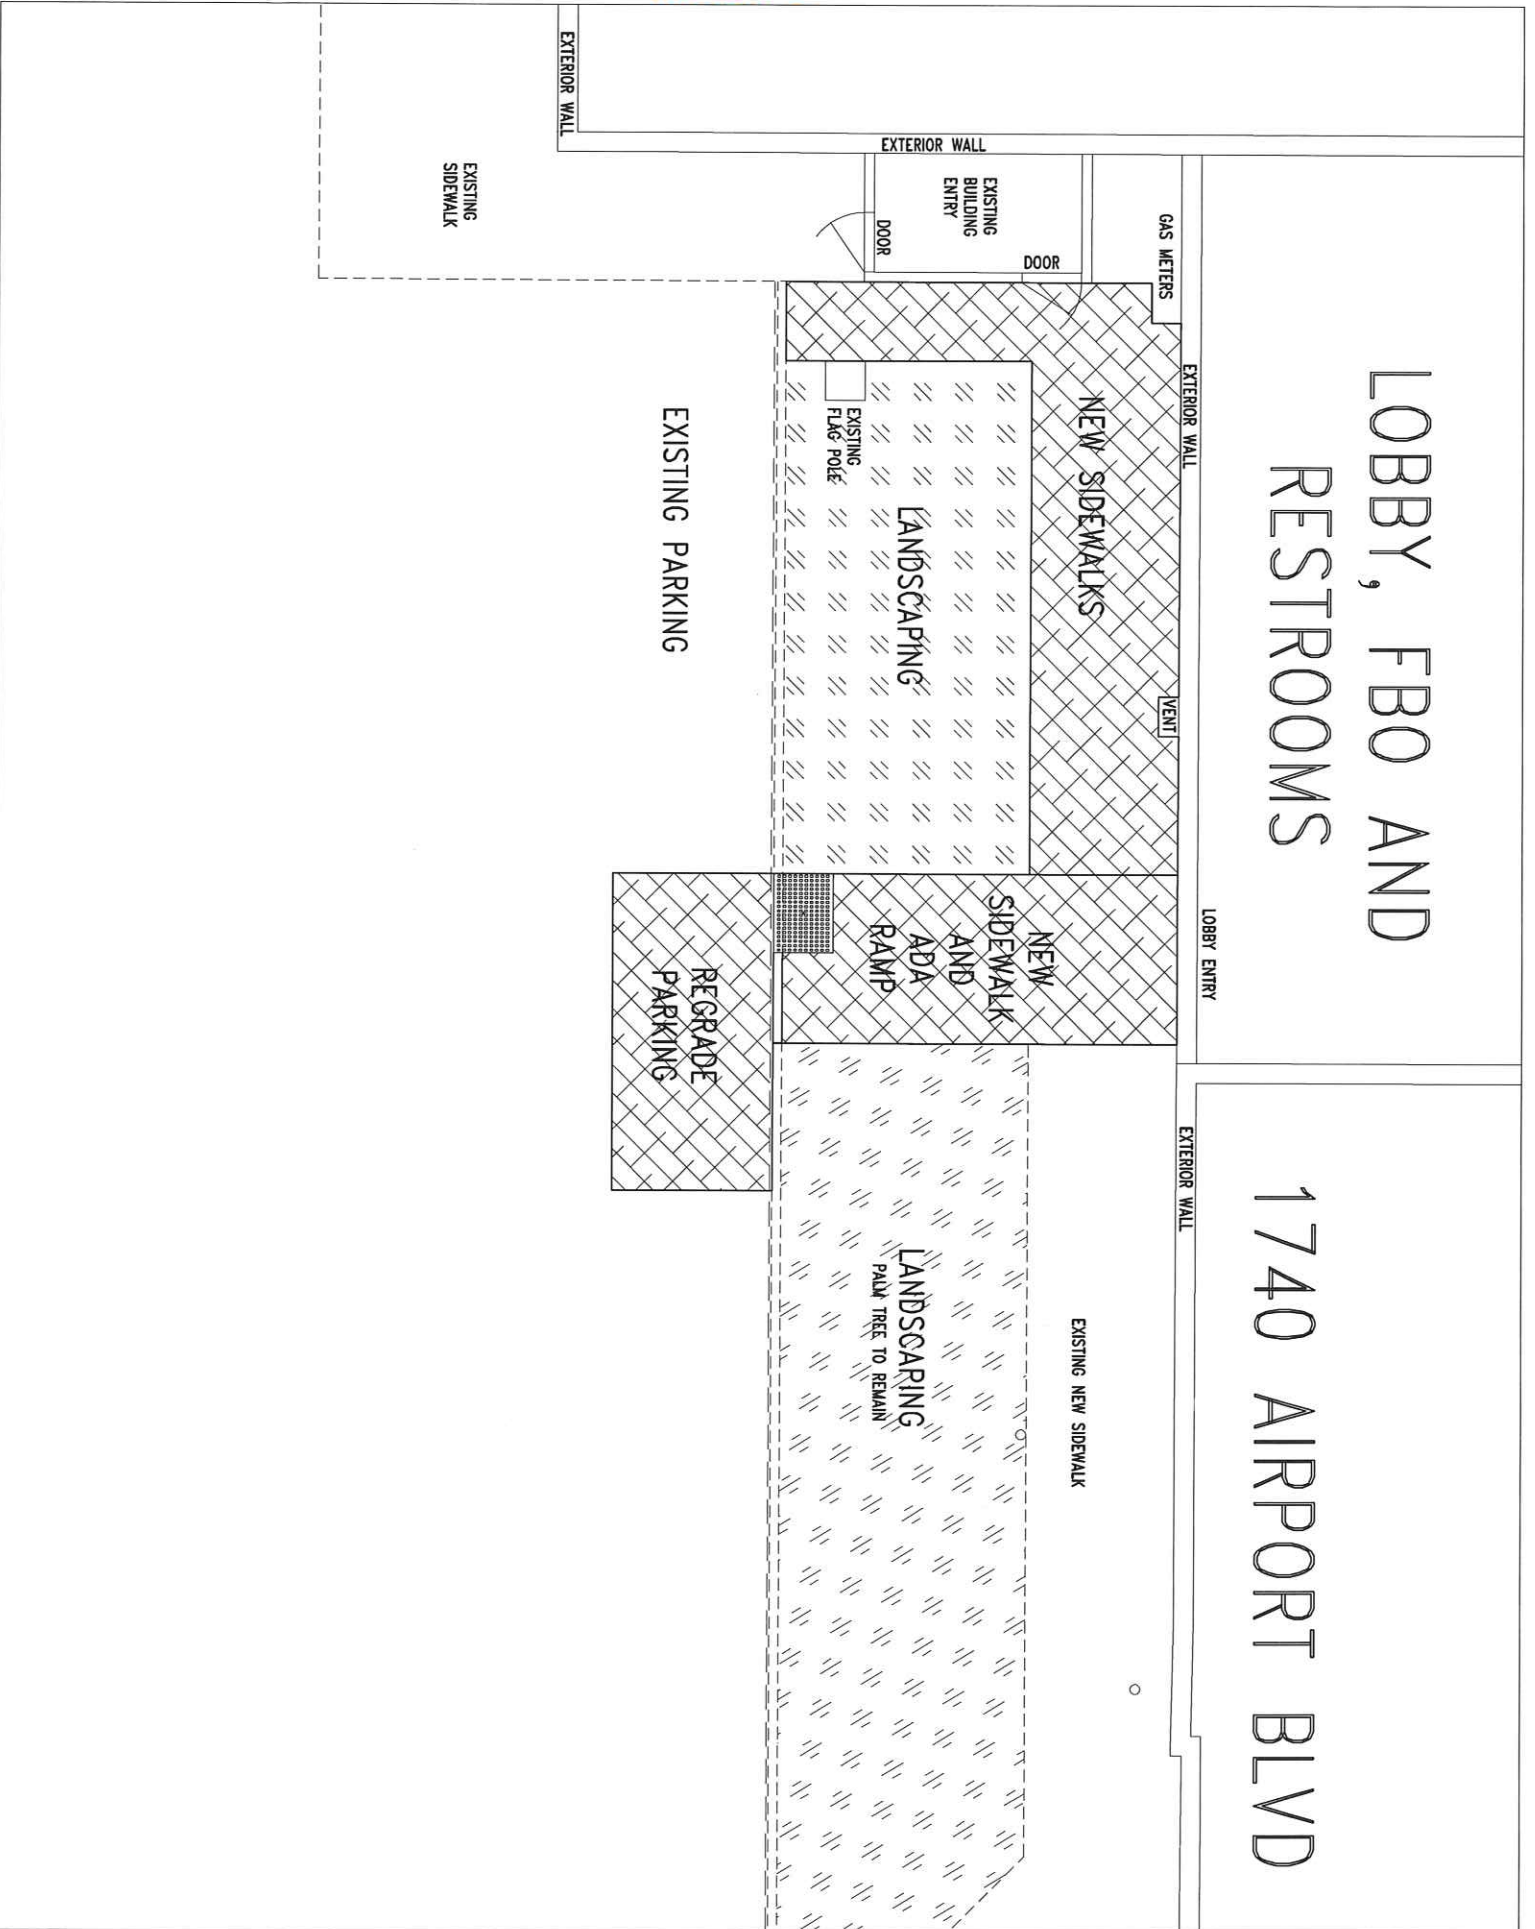 LOBBY, FBO AND
RESTROOMS
1740 AIRPORT BLVD
EXTERIOR WALL
EXTERIOR WALL
GAS METERS
EXTERIOR WALL
LOBBY ENTRY
EXTERIOR WALL
VENT
EXISTING
BUILDING
ENTRY
DOOR
DOOR
EXISTING
SIDEWALK
NEW SIDEWALKS
EXISTING
FLAG POLE
LANDSCAPING
NEW
SIDEWALK
AND
ADA
RAMP
EXISTING NEW SIDEWALK
LANDSCAPING
PALM TREE TO REMAIN
EXISTING PARKING
REGRADE
PARKING